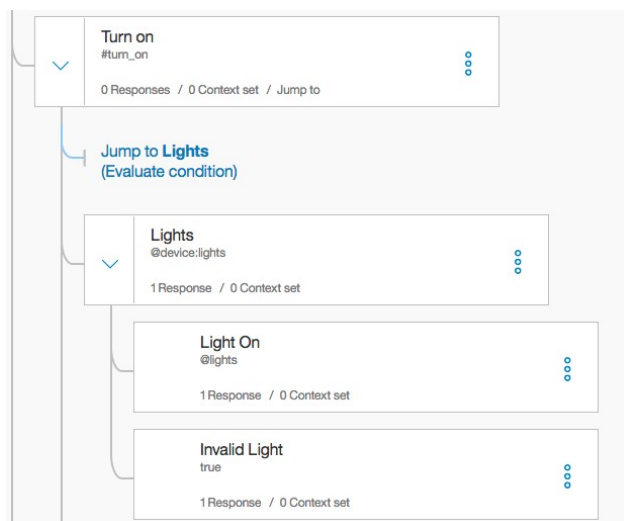 Turn on
#turn_on
0 Responses / 0 Context set / Jump to
Jump to Lights
(Evaluate condition)
Lights
@device:lights
1 Response / 0 Context set
Light On
@lights
1 Response / 0 Context set
Invalid Light
true
1 Response / 0 Context set